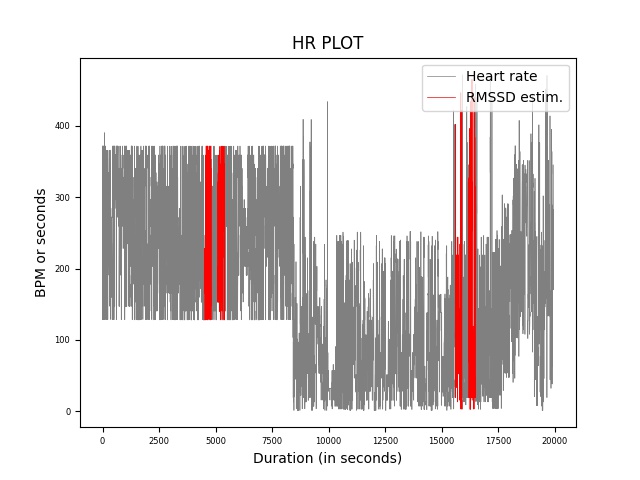 HR PLOT
Heart rate
RMSSD estim.
BPM or seconds
400
300
200
100
0
0 2500 5000 7500 10000 12500 15000 17500 20000
Duration (in seconds)